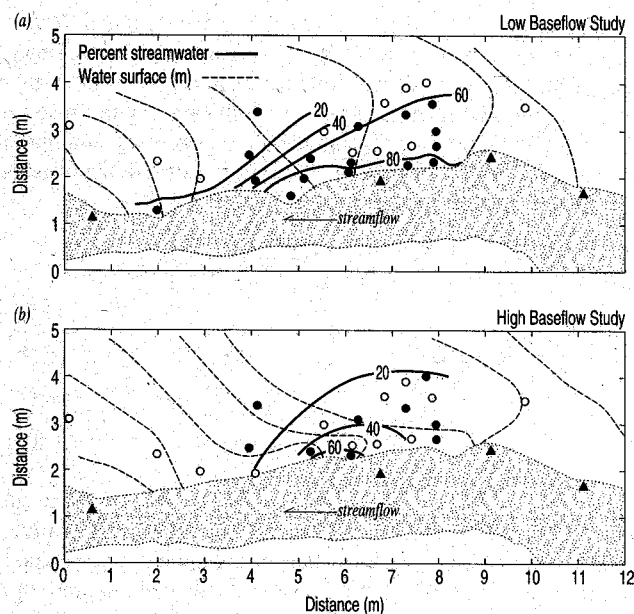 (a)
Low Baseflow Study
Percent streamwater
Water surface (m)
5
4
3
2
1
0
Distance (m)
20
40
60
80
streamflow
(b)
High Baseflow Study
5
4
3
2
1
0
Distance (m)
20
40
60
streamflow
0 1 2 3 4 5 6 7 8 9 10 11 12
Distance (m)